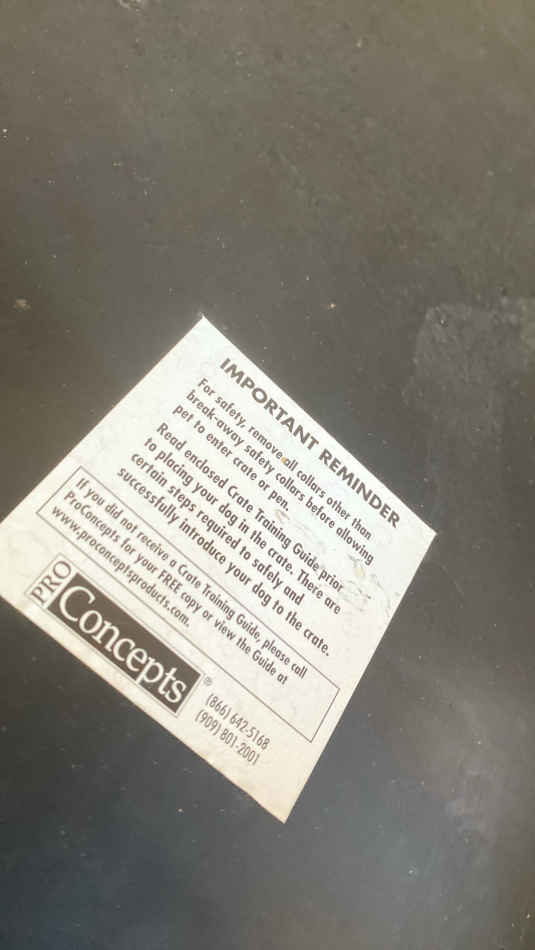 IMPORTANT REMINDER
For safety, remove all collars other than
break-away safety collars before allowing
pet to enter crate or pen.
Read enclosed Crate Training Guide prior
to placing your dog in the crate. There are
certain steps required to safely and
successfully introduce your dog to the crate.
If you did not receive a Crate Training Guide, please call
ProConcepts for your FREE copy or view the Guide at
www.proconceptsproducts.com.
PRO
Concepts®
(866) 642-5168
(909) 801-2001